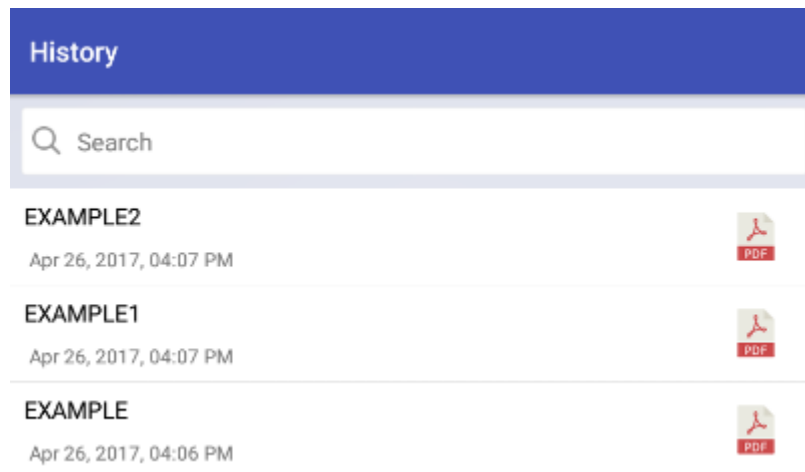 History
Search
EXAMPLE2
PDF
Apr 26, 2017, 04:07 PM
EXAMPLE1
PDF
Apr 26, 2017, 04:07 PM
EXAMPLE
PDF
Apr 26, 2017, 04:06 PM